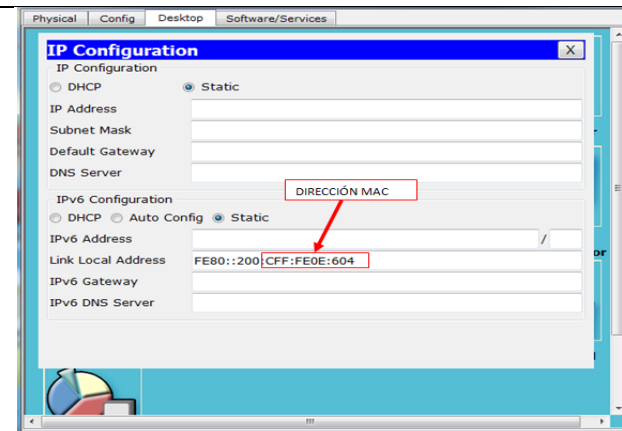 Physical Config Desktop Software/Services
IP Configuration X
IP Configuration
DHCP Static
IP Address
Subnet Mask
Default Gateway
DNS Server
DIRECCIÓN MAC
IPv6 Configuration
DHCP Auto Config Static
IPv6 Address /
Link Local Address FE80::200:CFF:FE0E:604
IPv6 Gateway
IPv6 DNS Server
or